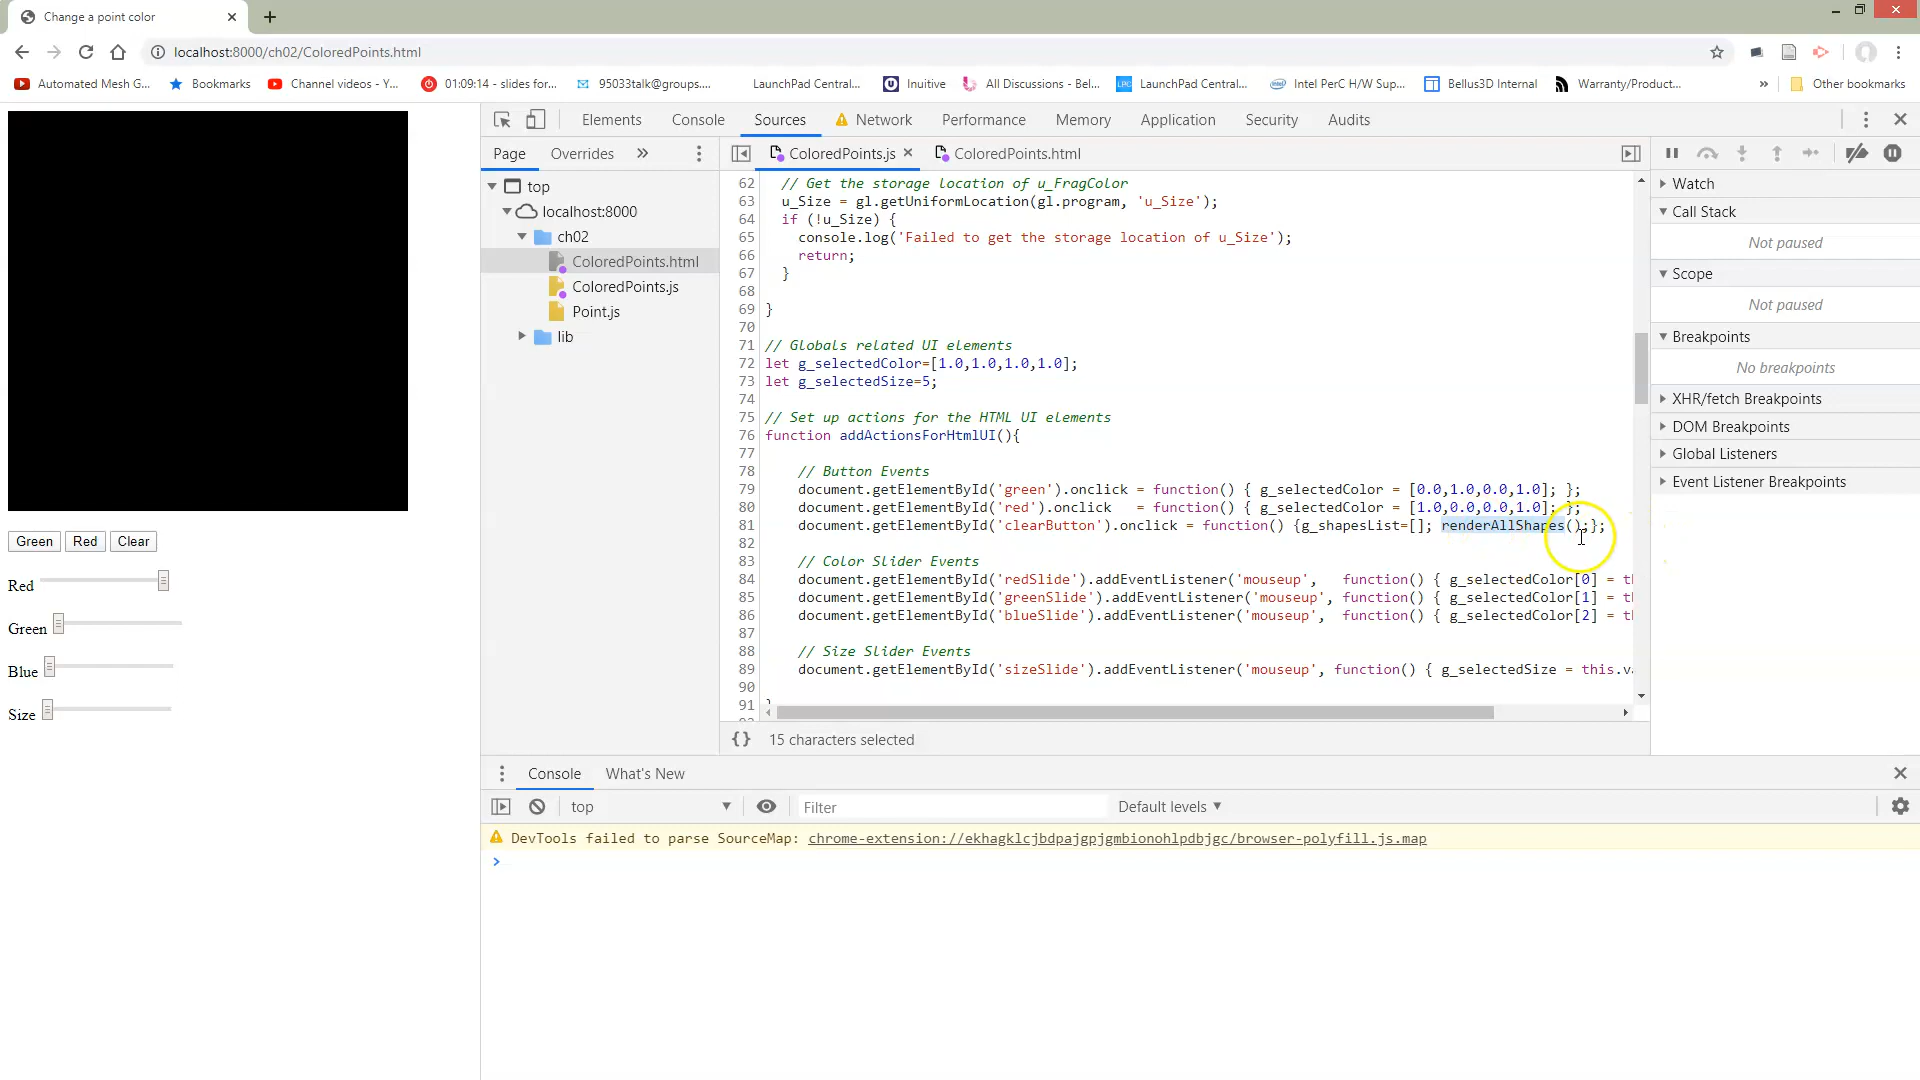 Change a point color
localhost:8000/ch02/ColoredPoints.html
Automated Mesh G... Bookmarks Channel videos - Y... 01:09:14 - slides for... 95033talk@groups.... LaunchPad Central... Inuitive All Discussions - Bel... LPC LaunchPad Central... Intel PerC H/W Sup... Bellus3D Internal Warranty/Product... » Other bookmarks
Elements Console Sources Network Performance Memory Application Security Audits
Page Overrides » ColoredPoints.js ColoredPoints.html
top
localhost:8000
ch02
ColoredPoints.html
ColoredPoints.js
Point.js
lib
62 // Get the storage location of u_FragColor
63 u_Size = gl.getUniformLocation(gl.program, 'u_Size');
64 if (!u_Size) {
65 console.log('Failed to get the storage location of u_Size');
66 return;
67 }
68
69 }
70
71 // Globals related UI elements
72 let g_selectedColor=[1.0,1.0,1.0,1.0];
73 let g_selectedSize=5;
74
75 // Set up actions for the HTML UI elements
76 function addActionsForHtmlUI(){
77
78 // Button Events
79 document.getElementById('green').onclick = function() { g_selectedColor = [0.0,1.0,0.0,1.0]; };
80 document.getElementById('red').onclick = function() { g_selectedColor = [1.0,0.0,0.0,1.0]; };
81 document.getElementById('clearButton').onclick = function() {g_shapesList=[]; renderAllShapes();};
82
83 // Color Slider Events
84 document.getElementById('redSlide').addEventListener('mouseup', function() { g_selectedColor[0] = th
85 document.getElementById('greenSlide').addEventListener('mouseup', function() { g_selectedColor[1] = th
86 document.getElementById('blueSlide').addEventListener('mouseup', function() { g_selectedColor[2] = th
87
88 // Size Slider Events
89 document.getElementById('sizeSlide').addEventListener('mouseup', function() { g_selectedSize = this.va
90
91 }
{} 15 characters selected
Watch
Call Stack
Not paused
Scope
Not paused
Breakpoints
No breakpoints
XHR/fetch Breakpoints
DOM Breakpoints
Global Listeners
Event Listener Breakpoints
Green Red Clear
Red
Green
Blue
Size
Console What's New
top Filter Default levels
DevTools failed to parse SourceMap: chrome-extension://ekhagklcjbdpajgpjgmbionohlpdbjgc/browser-polyfill.js.map
>